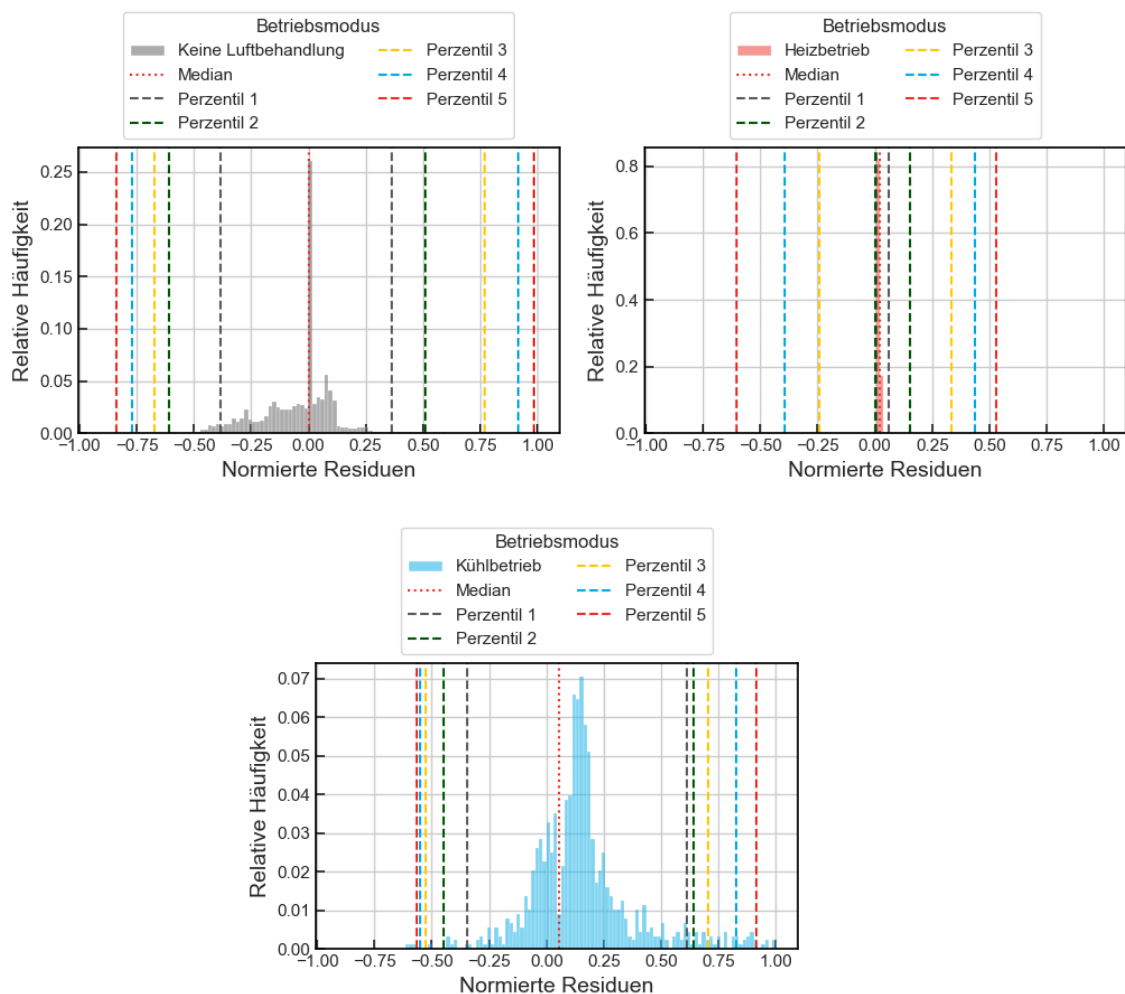 Betriebsmodus
Keine Luftbehandlung
Median
Perzentil 1
Perzentil 2
Perzentil 3
Perzentil 4
Perzentil 5
0.25
0.20
0.15
0.10
0.05
0.00
−1.00 −0.75 −0.50 −0.25 0.00 0.25 0.50 0.75 1.00
Relative Häufigkeit
Normierte Residuen
Betriebsmodus
Heizbetrieb
Median
Perzentil 1
Perzentil 2
Perzentil 3
Perzentil 4
Perzentil 5
0.8
0.6
0.4
0.2
0.0
−1.00 −0.75 −0.50 −0.25 0.00 0.25 0.50 0.75 1.00
Relative Häufigkeit
Normierte Residuen
Betriebsmodus
Kühlbetrieb
Median
Perzentil 1
Perzentil 2
Perzentil 3
Perzentil 4
Perzentil 5
0.07
0.06
0.05
0.04
0.03
0.02
0.01
0.00
−1.00 −0.75 −0.50 −0.25 0.00 0.25 0.50 0.75 1.00
Relative Häufigkeit
Normierte Residuen